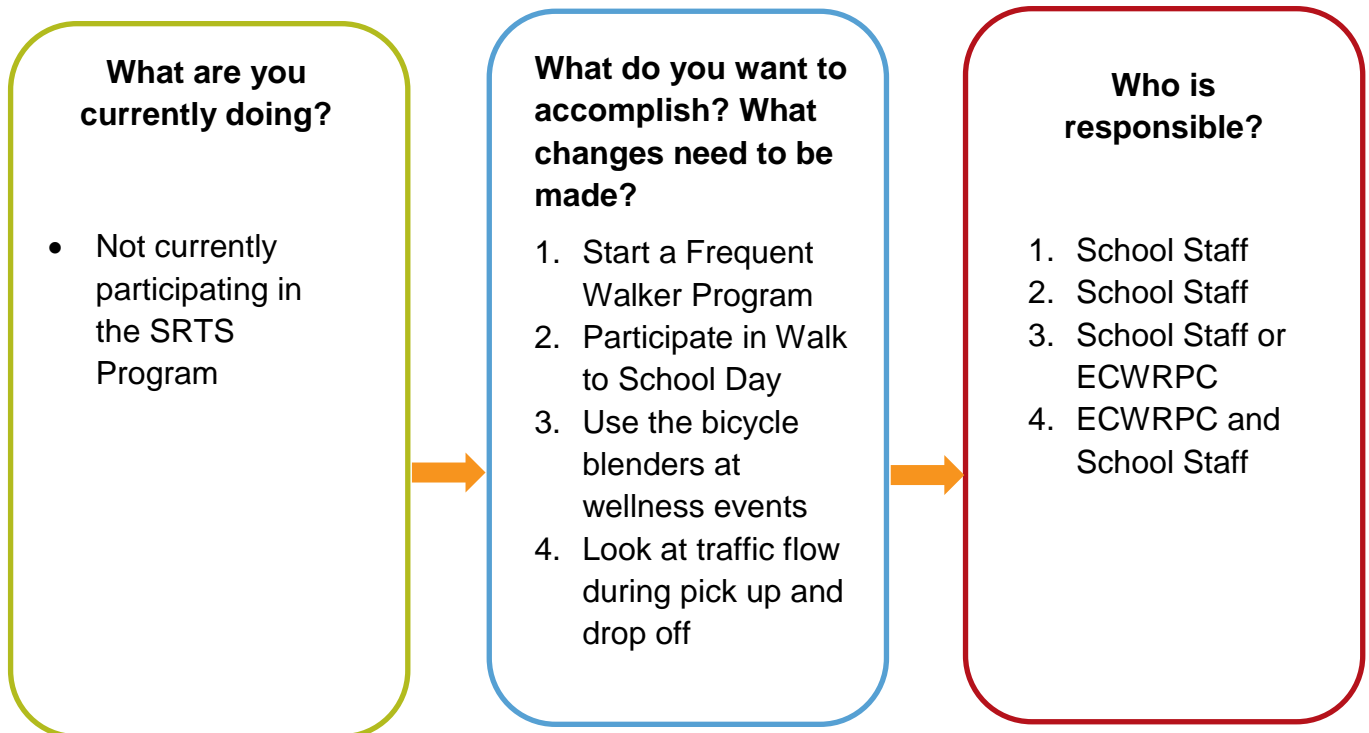 What are you
currently doing?
• Not currently
participating in
the SRTS
Program
What do you want to
accomplish? What
changes need to be
made?
1. Start a Frequent
Walker Program
2. Participate in Walk
to School Day
3. Use the bicycle
blenders at
wellness events
4. Look at traffic flow
during pick up and
drop off
Who is
responsible?
1. School Staff
2. School Staff
3. School Staff or
ECWRPC
4. ECWRPC and
School Staff